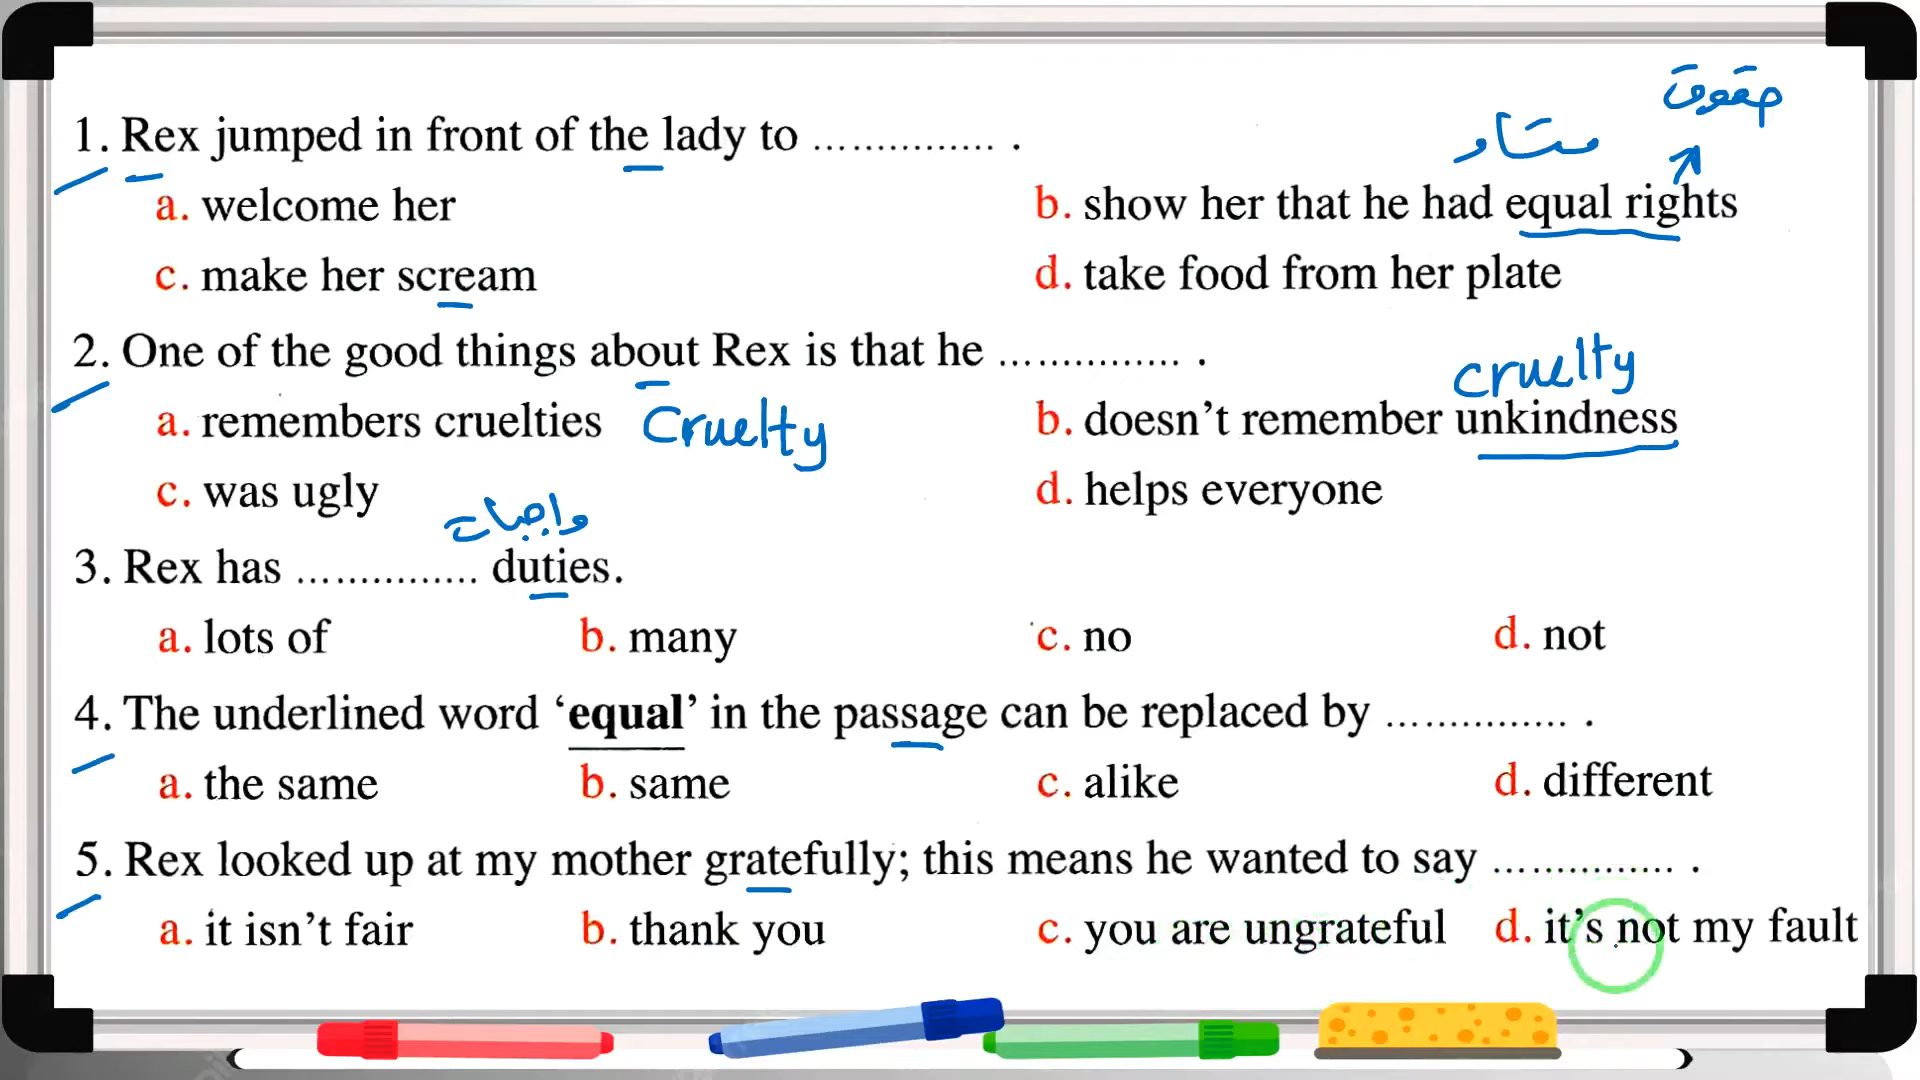 حقوق
متساو
1. Rex jumped in front of the lady to ............... .
a. welcome her
b. show her that he had equal rights
c. make her scream
d. take food from her plate
2. One of the good things about Rex is that he ............... .
cruelty
a. remembers cruelties
Cruelty
b. doesn’t remember unkindness
c. was ugly
d. helps everyone
واجبات
3. Rex has ............... duties.
a. lots of
b. many
c. no
d. not
4. The underlined word ‘equal’ in the passage can be replaced by ............... .
a. the same
b. same
c. alike
d. different
5. Rex looked up at my mother gratefully; this means he wanted to say ............... .
a. it isn’t fair
b. thank you
c. you are ungrateful
d. it’s not my fault